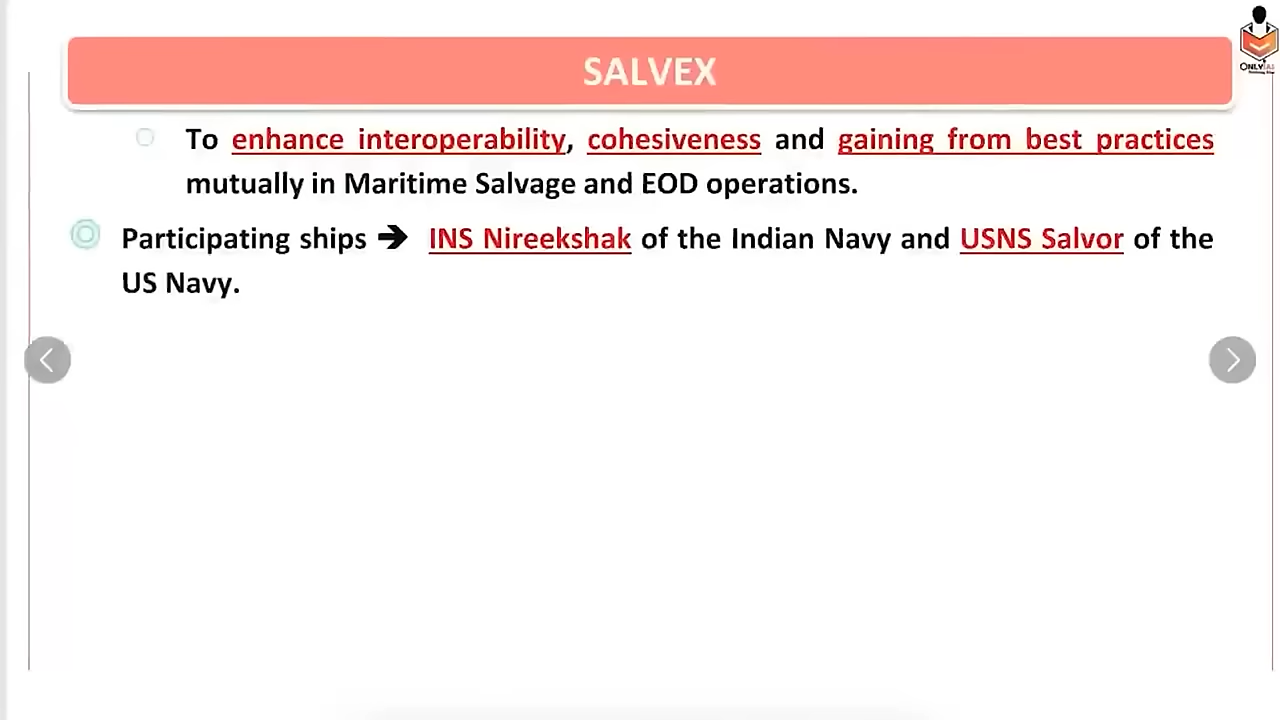 SALVEX
To enhance interoperability, cohesiveness and gaining from best practices
mutually in Maritime Salvage and EOD operations.
Participating ships ➔ INS Nireekshak of the Indian Navy and USNS Salvor of the
US Navy.
ONLYIAS